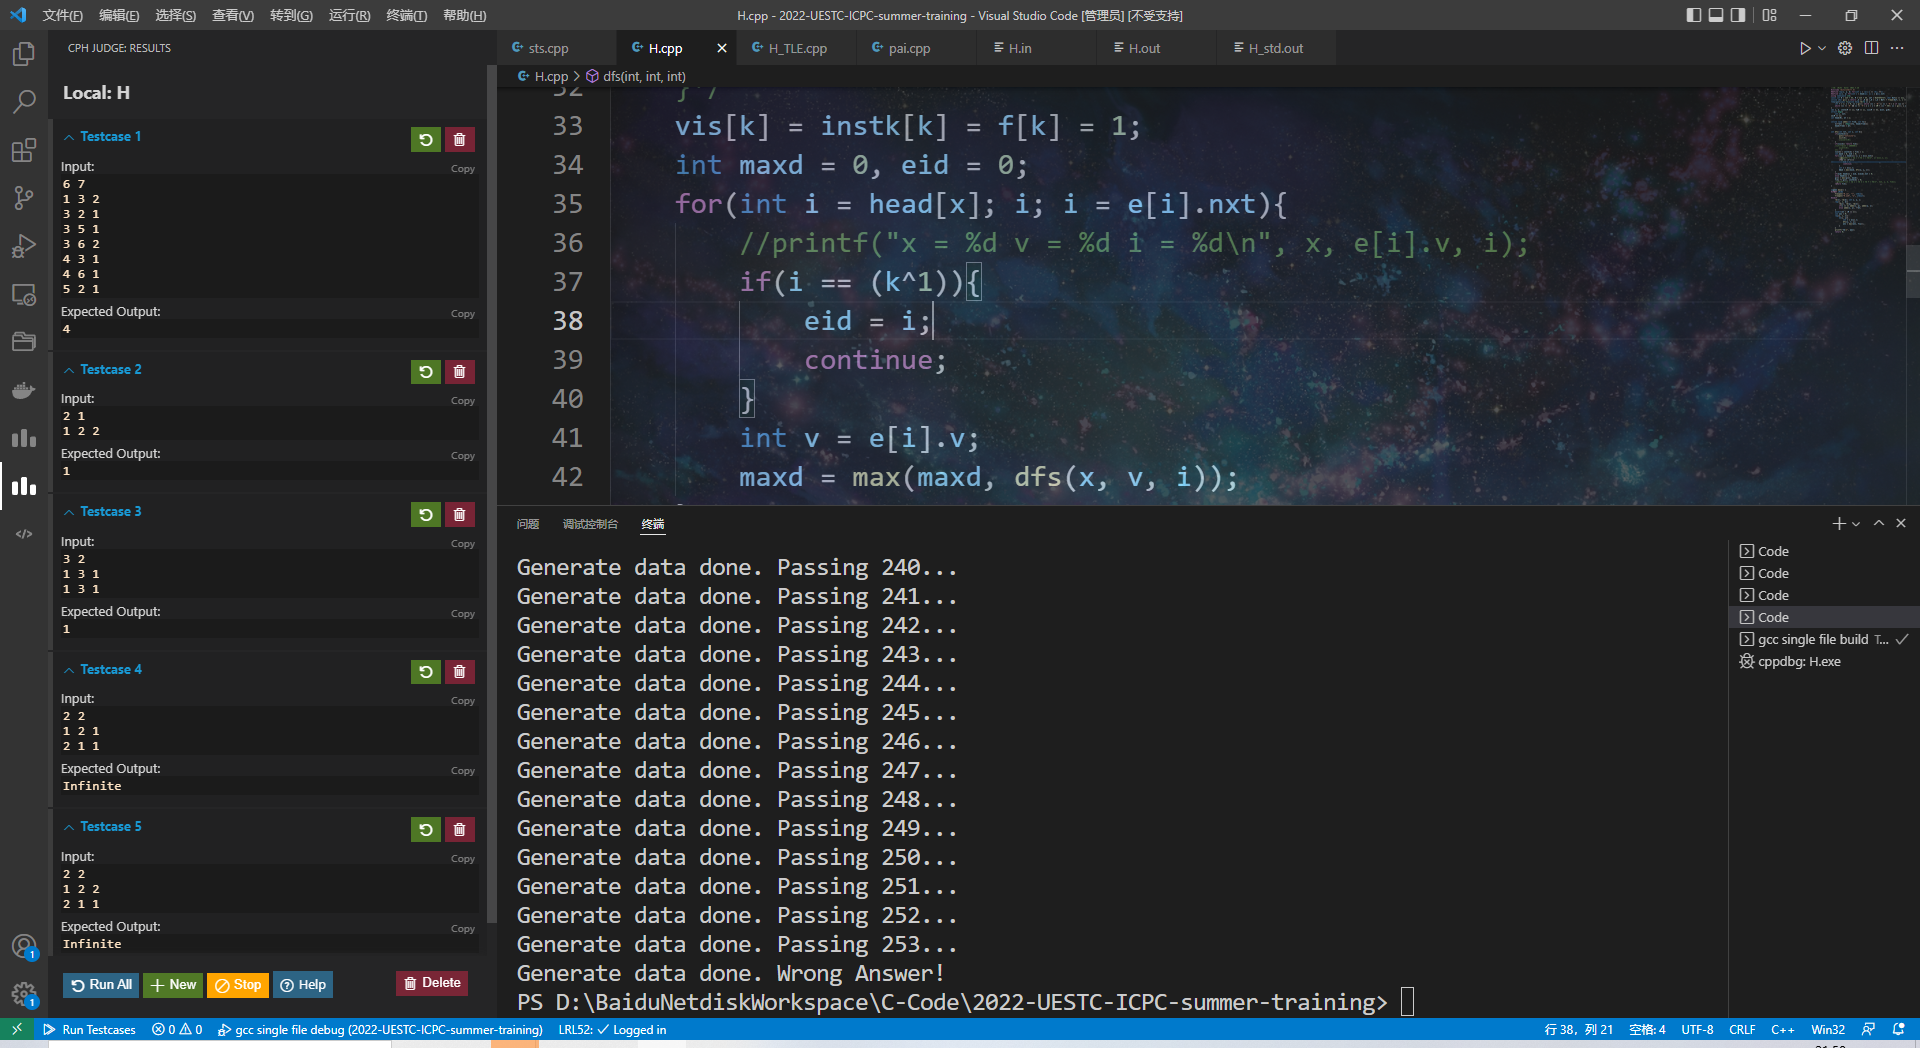 文件(F) 编辑(E) 选择(S) 查看(V) 转到(G) 运行(R) 终端(T) 帮助(H)
H.cpp - 2022-UESTC-ICPC-summer-training - Visual Studio Code [管理员] [不受支持]
CPH JUDGE: RESULTS
Local: H
Testcase 1
Input:
Copy
6 7
1 3 2
3 2 1
3 5 1
3 6 2
4 3 1
4 6 1
5 2 1
Expected Output:
Copy
4
Testcase 2
Input:
Copy
2 1
1 2 2
Expected Output:
Copy
1
Testcase 3
Input:
Copy
3 2
1 3 1
1 3 1
Expected Output:
Copy
1
Testcase 4
Input:
Copy
2 2
1 2 1
2 1 1
Expected Output:
Copy
Infinite
Testcase 5
Input:
Copy
2 2
1 2 2
2 1 1
Expected Output:
Copy
Infinite
Run All New Stop Help Delete
sts.cpp H.cpp H_TLE.cpp pai.cpp H.in H.out H_std.out
H.cpp > dfs(int, int, int)
32 }*/
33 vis[k] = instk[k] = f[k] = 1;
34 int maxd = 0, eid = 0;
35 for(int i = head[x]; i; i = e[i].nxt){
36 //printf("x = %d v = %d i = %d\n", x, e[i].v, i);
37 if(i == (k^1)){
38 eid = i;
39 continue;
40 }
41 int v = e[i].v;
42 maxd = max(maxd, dfs(x, v, i));
问题 调试控制台 终端
Generate data done. Passing 240...
Generate data done. Passing 241...
Generate data done. Passing 242...
Generate data done. Passing 243...
Generate data done. Passing 244...
Generate data done. Passing 245...
Generate data done. Passing 246...
Generate data done. Passing 247...
Generate data done. Passing 248...
Generate data done. Passing 249...
Generate data done. Passing 250...
Generate data done. Passing 251...
Generate data done. Passing 252...
Generate data done. Passing 253...
Generate data done. Wrong Answer!
PS D:\BaiduNetdiskWorkspace\C-Code\2022-UESTC-ICPC-summer-training>
Code
Code
Code
Code
gcc single file build T...
cppdbg: H.exe
1
1
Run Testcases 0 0 gcc single file debug (2022-UESTC-ICPC-summer-training) LRL52: Logged in
行 38，列 21 空格: 4 UTF-8 CRLF C++ Win32